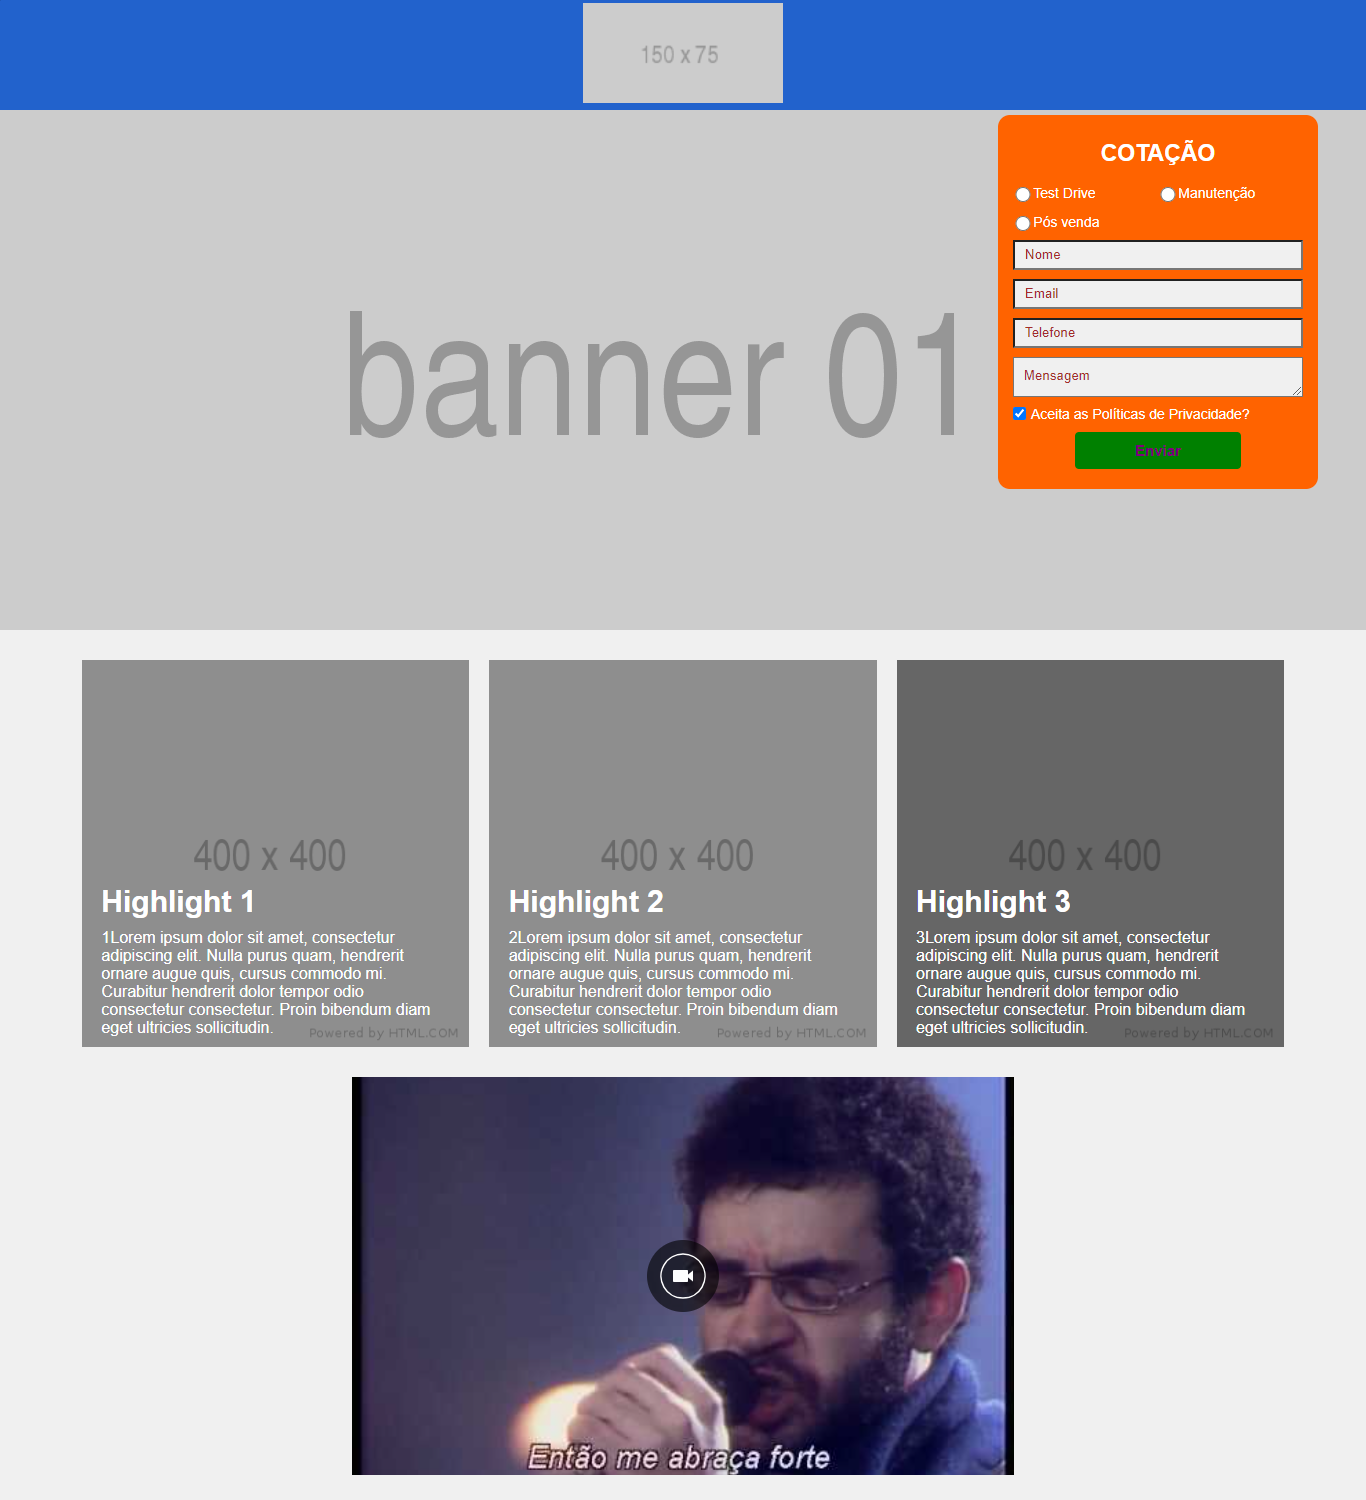 150 x 75
banner 01
COTAÇÃO
Test Drive
Manutenção
Pós venda
Nome
Email
Telefone
Mensagem
Aceita as Políticas de Privacidade?
Enviar
400 x 400
Highlight 1
1Lorem ipsum dolor sit amet, consectetur
adipiscing elit. Nulla purus quam, hendrerit
ornare augue quis, cursus commodo mi.
Curabitur hendrerit dolor tempor odio
consectetur consectetur. Proin bibendum diam
eget ultricies sollicitudin.
Powered by HTML.COM
400 x 400
Highlight 2
2Lorem ipsum dolor sit amet, consectetur
adipiscing elit. Nulla purus quam, hendrerit
ornare augue quis, cursus commodo mi.
Curabitur hendrerit dolor tempor odio
consectetur consectetur. Proin bibendum diam
eget ultricies sollicitudin.
Powered by HTML.COM
400 x 400
Highlight 3
3Lorem ipsum dolor sit amet, consectetur
adipiscing elit. Nulla purus quam, hendrerit
ornare augue quis, cursus commodo mi.
Curabitur hendrerit dolor tempor odio
consectetur consectetur. Proin bibendum diam
eget ultricies sollicitudin.
Powered by HTML.COM
Então me abraça forte